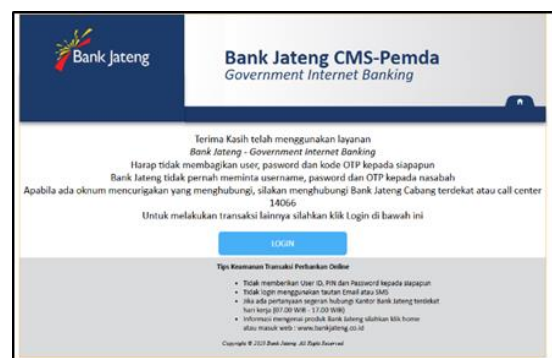 Bank Jateng
Bank Jateng CMS-Pemda
Government Internet Banking
Terima Kasih telah menggunakan layanan
Bank Jateng - Government Internet Banking
Harap tidak membagikan user, pasword dan kode OTP kepada siapapun
Bank Jateng tidak pernah meminta username, pasword dan OTP kepada nasabah
Apabila ada oknum mencurigakan yang menghubungi, silakan menghubungi Bank Jateng Cabang terdekat atau call center
14066
Untuk melakukan transaksi lainnya silahkan klik Login di bawah ini
LOGIN
Tips Keamanan Transaksi Perbankan Online
• Tidak memberikan User ID, PIN dan Password kepada siapapun
• Tidak login menggunakan tautan Email atau SMS
• Jika ada pertanyaan segeran hubungi Kantor Bank Jateng terdekat
hari kerja (07.00 WIB - 17.00 WIB)
• Informasi mengenai produk Bank Jateng silahkan klik home
atau masuk web : www.bankjateng.co.id
Copyright © 2020 Bank Jateng. All Right Reserved